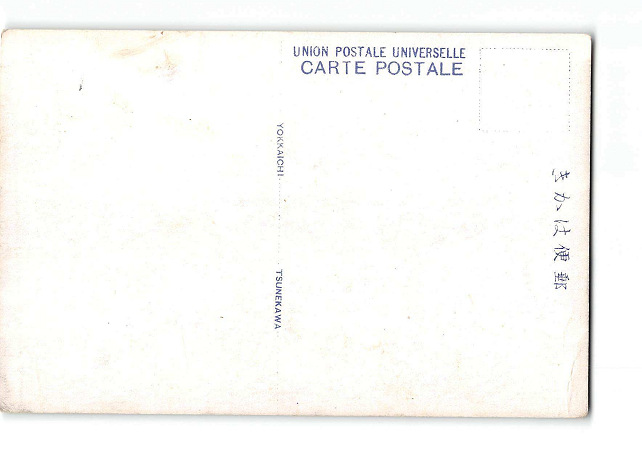 UNION POSTALE UNIVERSELLE
CARTE POSTALE
YOKKAICHI
TSUNEKAWA
郵便はかき